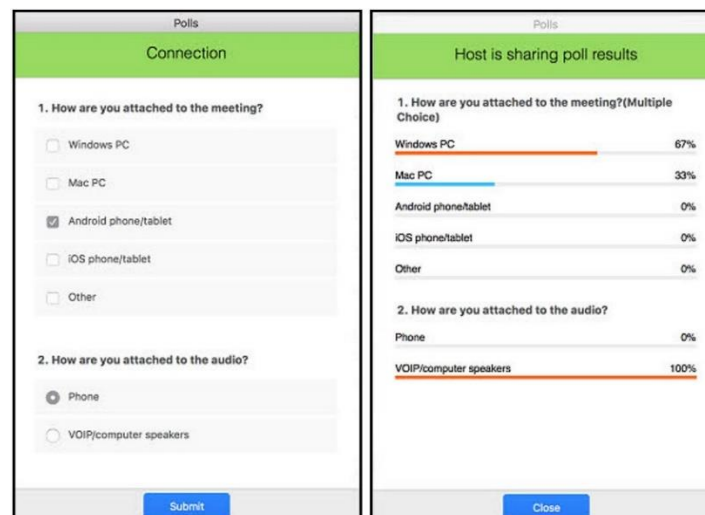 Polls
Connection
1. How are you attached to the meeting?
Windows PC
Mac PC
Android phone/tablet
iOS phone/tablet
Other
2. How are you attached to the audio?
Phone
VOIP/computer speakers
Submit
Polls
Host is sharing poll results
1. How are you attached to the meeting?(Multiple
Choice)
Windows PC 67%
Mac PC 33%
Android phone/tablet 0%
iOS phone/tablet 0%
Other 0%
2. How are you attached to the audio?
Phone 0%
VOIP/computer speakers 100%
Close